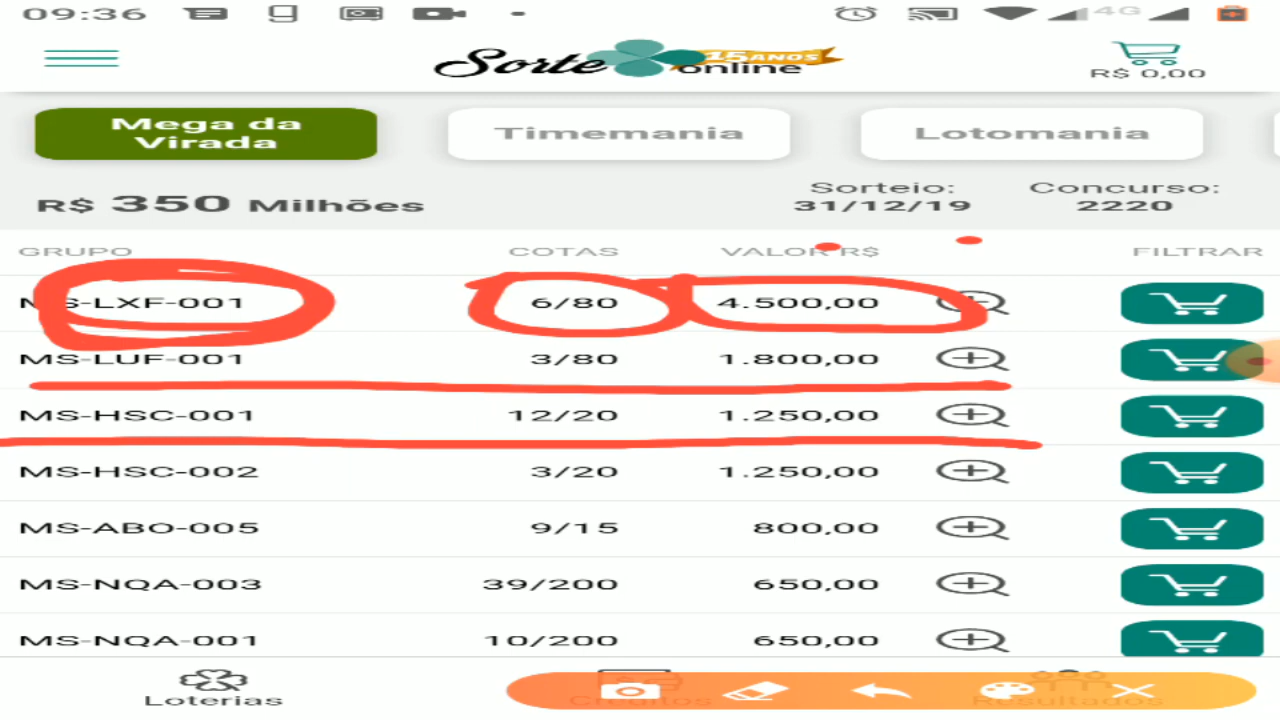 09:36
4G
Sorte online
15 ANOS
R$ 0,00
Mega da Virada
Timemania
Lotomania
R$ 350 Milhões
Sorteio: 31/12/19
Concurso: 2220
GRUPO COTAS VALOR R$ FILTRAR
MS-LXF-001 6/80 4.500,00
MS-LUF-001 3/80 1.800,00
MS-HSC-001 12/20 1.250,00
MS-HSC-002 3/20 1.250,00
MS-ABO-005 9/15 800,00
MS-NQA-003 39/200 650,00
MS-NQA-001 10/200 650,00
Loterias Créditos Resultados